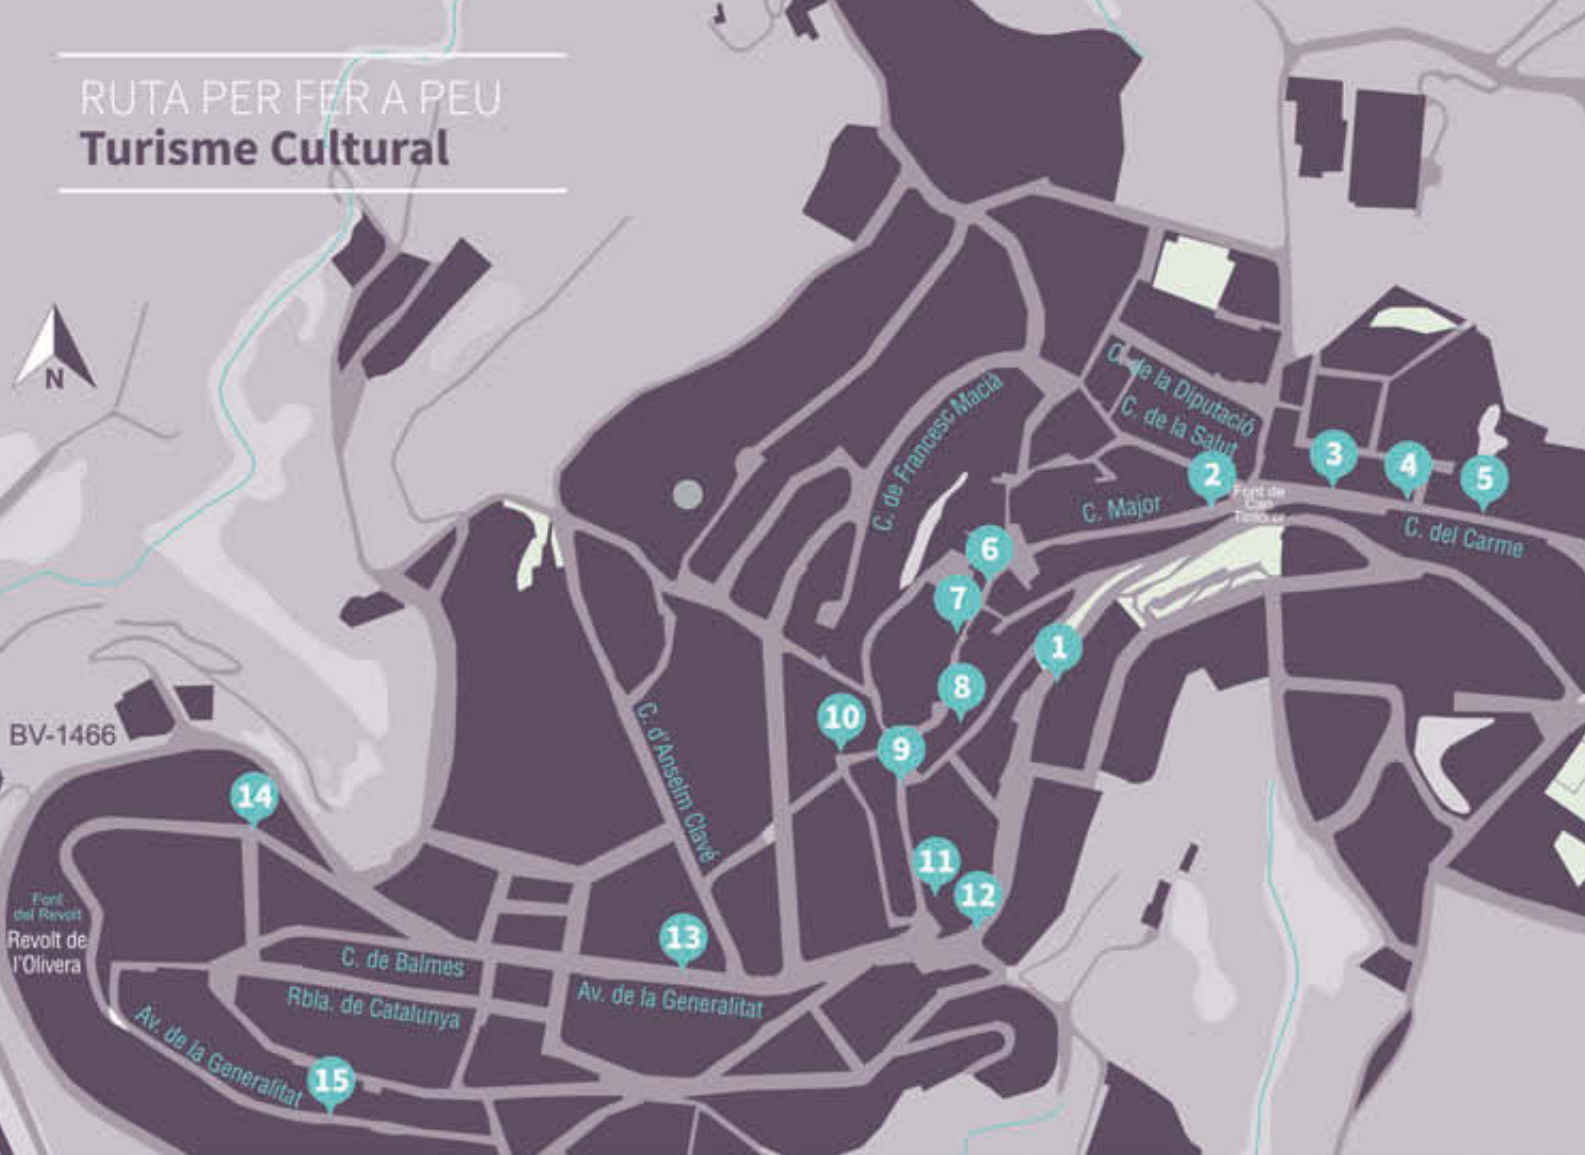 RUTA PER FER A PEU
Turisme Cultural
N
C. de la Diputació
C. de la Salut
C. de Francesc Macià
3
4
2
5
Font de
Can
C. Major
C. del Carme
6
7
1
8
10
9
BV-1466
C. d'Anselm Clavé
14
11
12
Font
del Revolt
Revolt de
l'Olivera
13
C. de Balmes
Rbla. de Catalunya
Av. de la Generalitat
Av. de la Generalitat
15